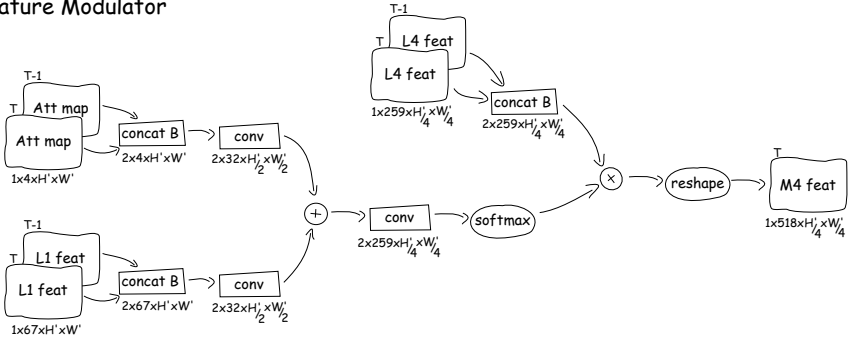 ature Modulator
T-1
T
Att map
Att map
1x4xH'xW'
concat B
2x4xH'xW'
conv
2x32xH'/2xW'/2
T-1
T
L1 feat
L1 feat
1x67xH'xW'
concat B
2x67xH'xW'
conv
2x32xH'/2xW'/2
+
conv
2x259xH'/4xW'/4
softmax
T-1
T
L4 feat
L4 feat
1x259xH'/4xW'/4
concat B
2x259xH'/4xW'/4
x
reshape
T
M4 feat
1x518xH'/4xW'/4